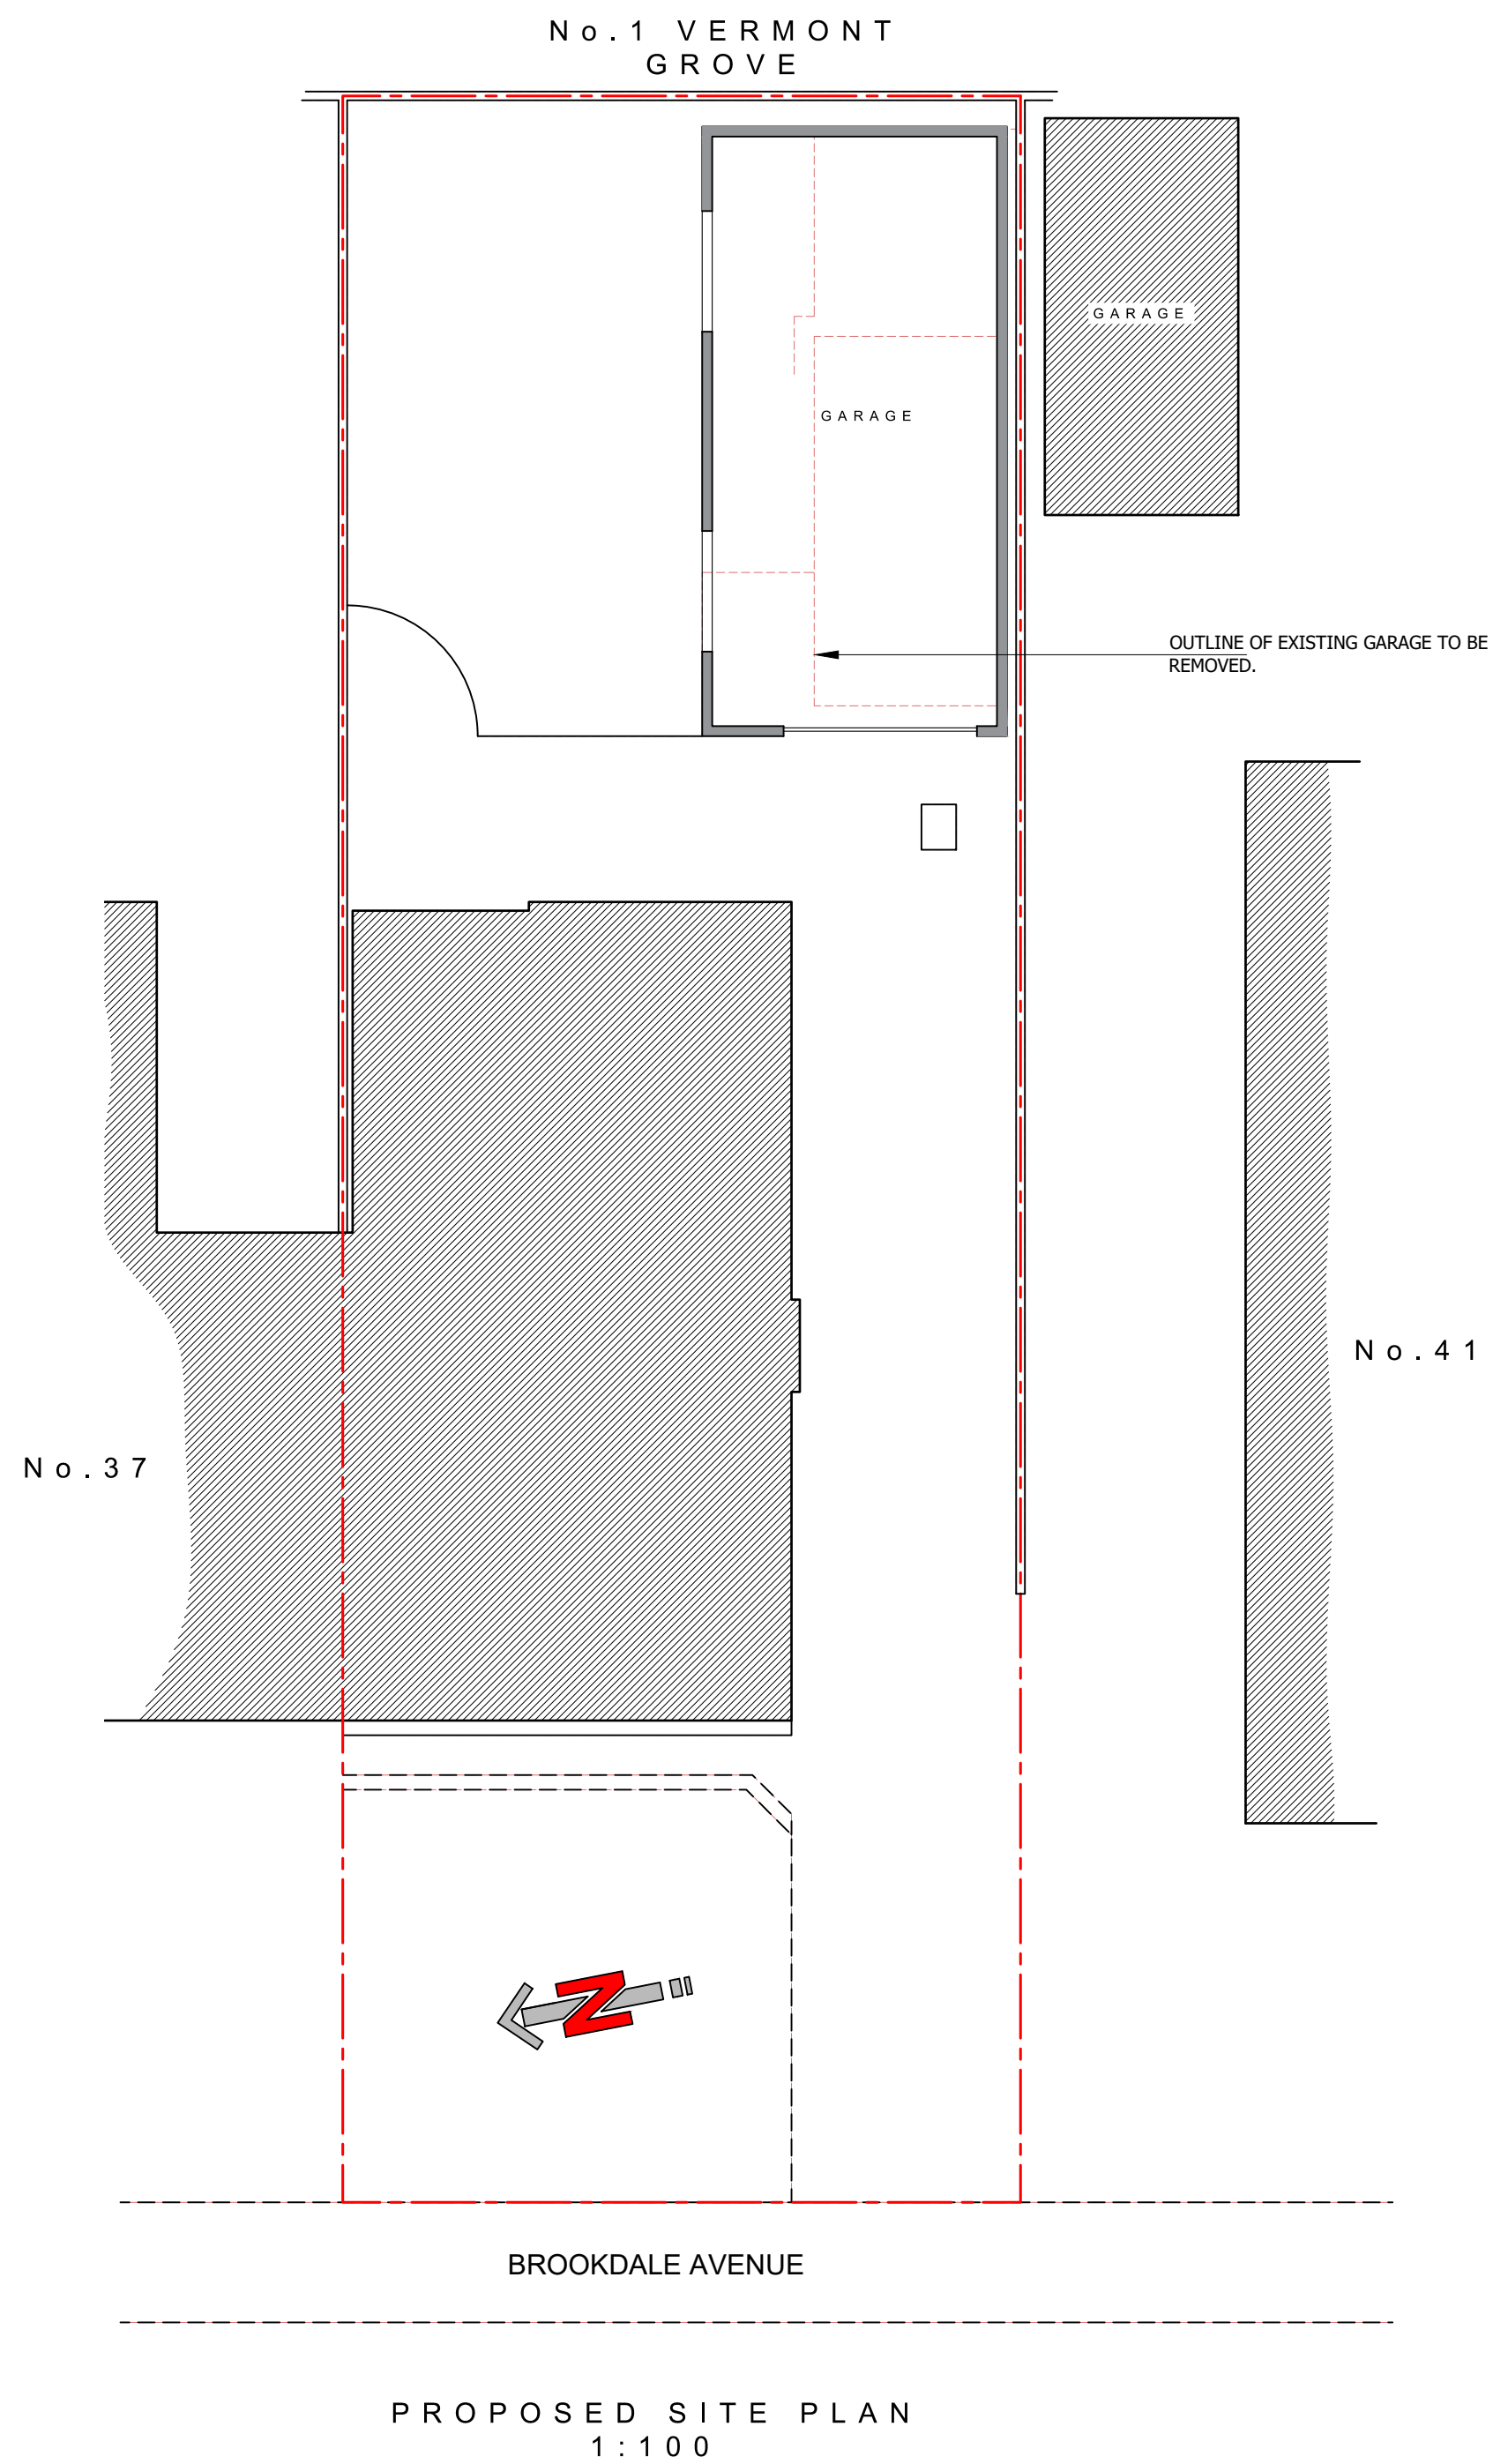 No.1 VERMONT
GROVE
GARAGE
GARAGE
OUTLINE OF EXISTING GARAGE TO BE
REMOVED.
No.41
No.37
N
BROOKDALE AVENUE
PROPOSED SITE PLAN
1:100